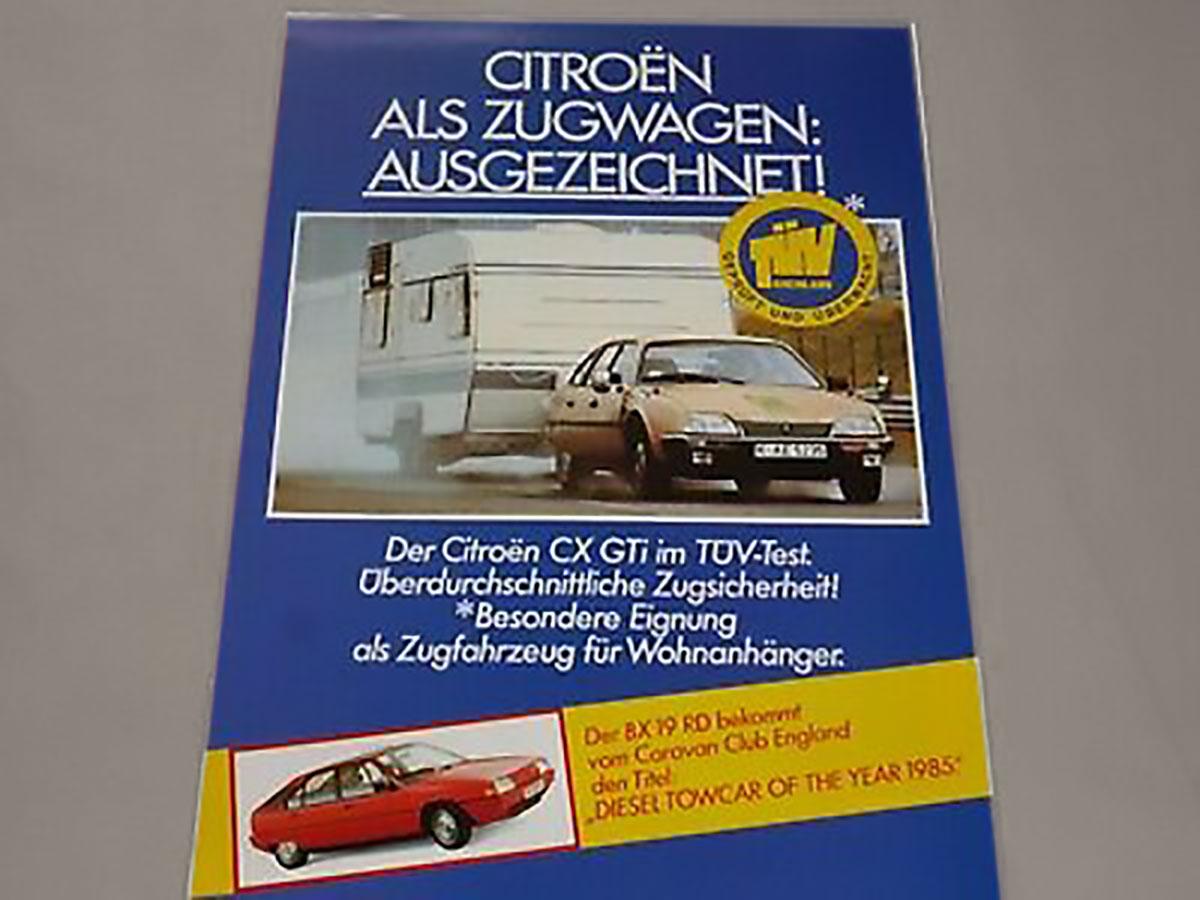 CITROËN
ALS ZUGWAGEN:
AUSGEZEICHNET!
*
TÜV
RHEINLAND
GEPRÜFT UND ÜBERWACHT
Der Citroën CX GTi im TÜV-Test.
Überdurchschnittliche Zugsicherheit!
*Besondere Eignung
als Zugfahrzeug für Wohnanhänger.
Der BX 19 RD bekommt
vom Caravan Club England
den Titel:
„DIESEL TOWCAR OF THE YEAR 1985.“